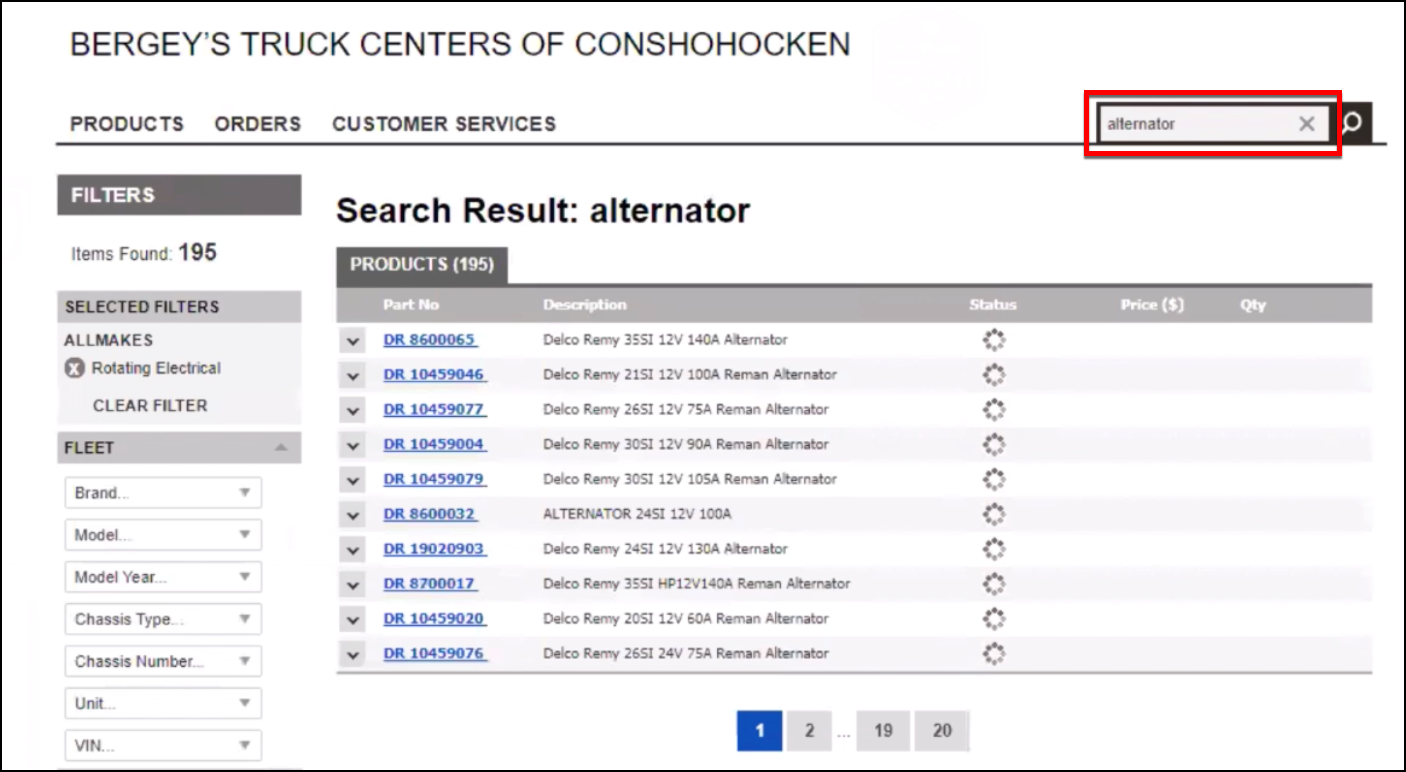 BERGEY'S TRUCK CENTERS OF CONSHOHOCKEN
PRODUCTS ORDERS CUSTOMER SERVICES alternator
FILTERS
Items Found: 195
SELECTED FILTERS
ALLMAKES
Rotating Electrical
CLEAR FILTER
FLEET
Brand...
Model...
Model Year...
Chassis Type...
Chassis Number...
Unit...
VIN...
Search Result: alternator
PRODUCTS (195)
Part No Description Status Price ($) Qty
DR 8600065 Delco Remy 35SI 12V 140A Alternator
DR 10459046 Delco Remy 21SI 12V 100A Reman Alternator
DR 10459077 Delco Remy 26SI 12V 75A Reman Alternator
DR 10459004 Delco Remy 30SI 12V 90A Reman Alternator
DR 10459079 Delco Remy 30SI 12V 105A Reman Alternator
DR 8600032 ALTERNATOR 24SI 12V 100A
DR 19020903 Delco Remy 24SI 12V 130A Alternator
DR 8700017 Delco Remy 35SI HP12V140A Reman Alternator
DR 10459020 Delco Remy 20SI 12V 60A Reman Alternator
DR 10459076 Delco Remy 26SI 24V 75A Reman Alternator
1 2 ... 19 20